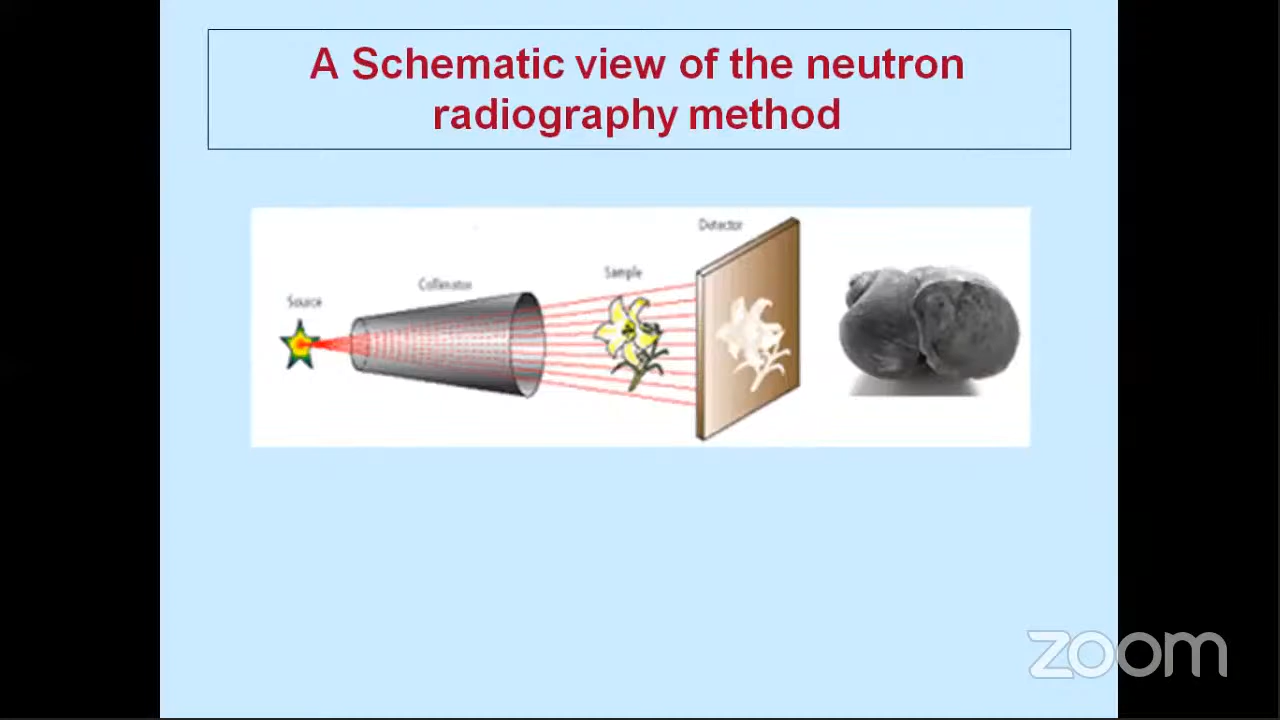 A Schematic view of the neutron
radiography method
Detector
Sample
Collimator
Source
zoom